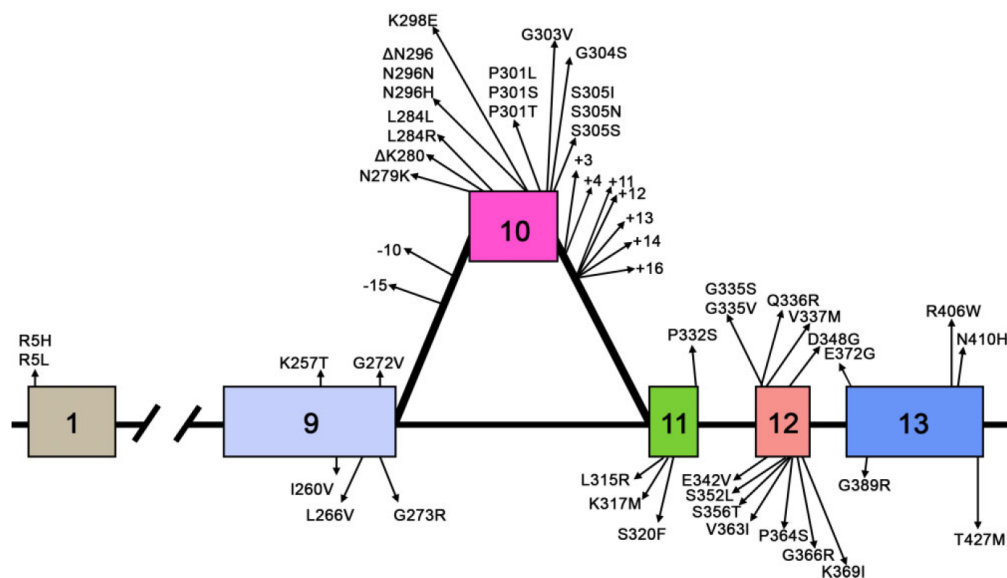 K298E
ΔN296
N296N
N296H
L284L
L284R
ΔK280
N279K
P301L
P301S
P301T
G303V
G304S
S305I
S305N
S305S
+3
+4
+11
+12
+13
+14
+16
10
-10
-15
R5H
R5L
1
K257T
G272V
9
I260V
L266V
G273R
P332S
11
L315R
K317M
S320F
G335S
G335V
Q336R
V337M
D348G
12
E342V
S352L
S356T
V363I
P364S
G366R
K369I
E372G
R406W
N410H
13
G389R
T427M